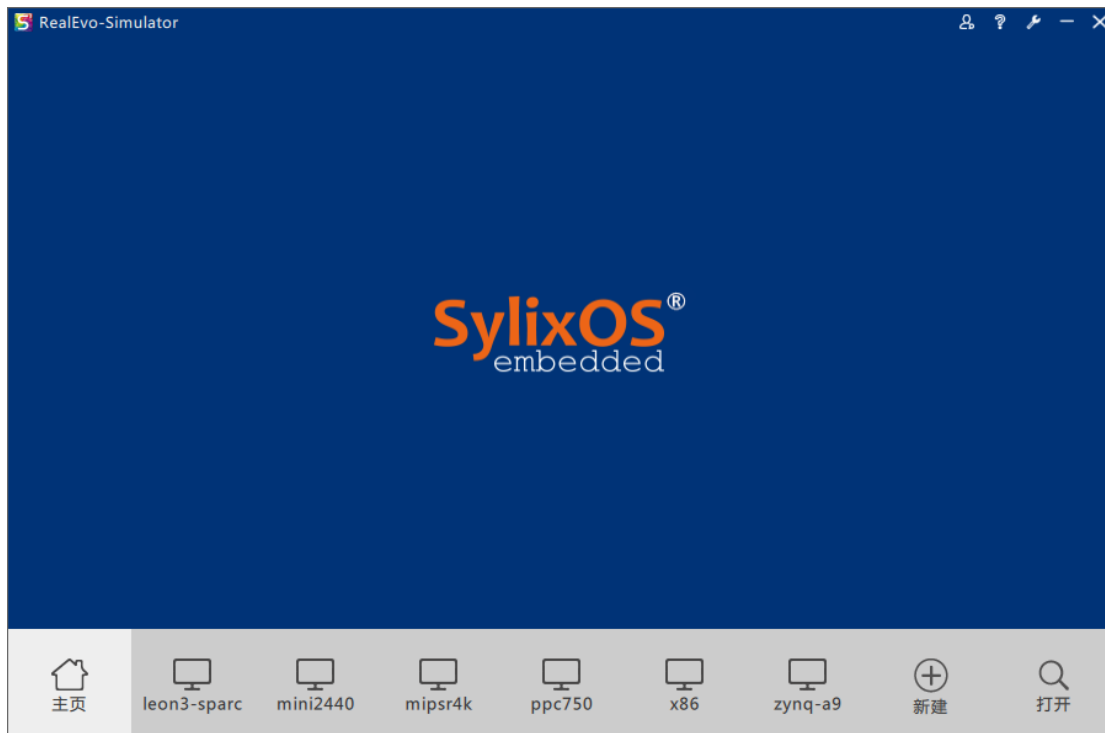 RealEvo-Simulator
SylixOS®
embedded
主页
leon3-sparc
mini2440
mipsr4k
ppc750
x86
zynq-a9
新建
打开